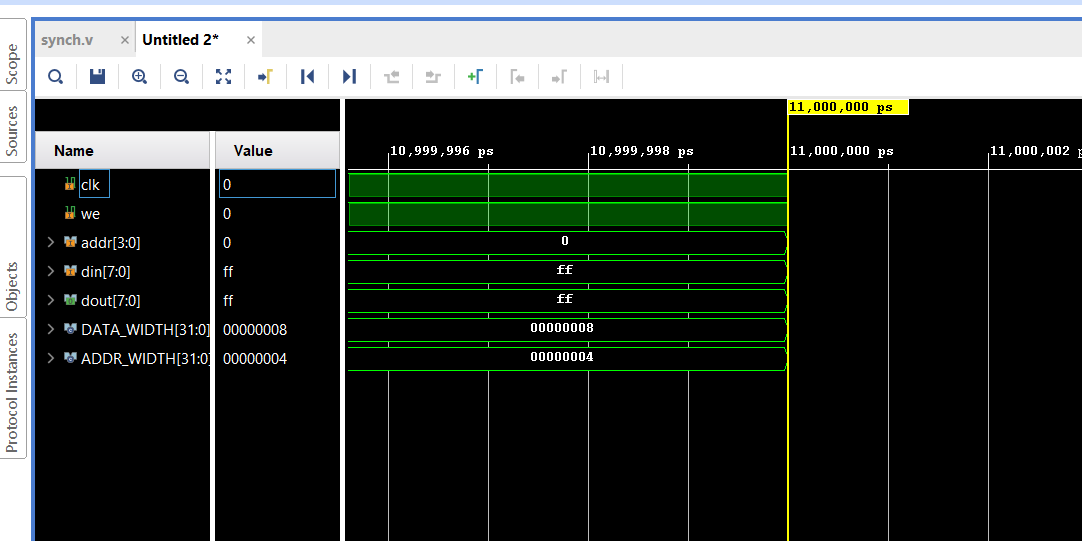 synch.v
Untitled 2*
Scope
Sources
Objects
Protocol Instances
11,000,000 ps
Name Value
10,999,996 ps 10,999,998 ps 11,000,000 ps 11,000,002
clk 0
we 0
addr[3:0] 0 0
din[7:0] ff ff
dout[7:0] ff ff
DATA_WIDTH[31:0] 00000008 00000008
ADDR_WIDTH[31:0] 00000004 00000004